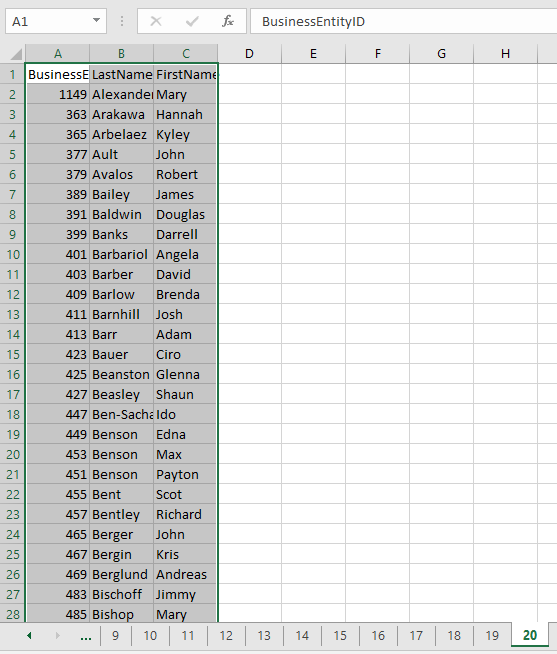 A1 fx BusinessEntityID
A B C D E F G H
1 BusinessE LastName FirstName
2 1149 Alexander Mary
3 363 Arakawa Hannah
4 365 Arbelaez Kyley
5 377 Ault John
6 379 Avalos Robert
7 389 Bailey James
8 391 Baldwin Douglas
9 399 Banks Darrell
10 401 Barbariol Angela
11 403 Barber David
12 409 Barlow Brenda
13 411 Barnhill Josh
14 413 Barr Adam
15 423 Bauer Ciro
16 425 Beanston Glenna
17 427 Beasley Shaun
18 447 Ben-Sacha Ido
19 449 Benson Edna
20 453 Benson Max
21 451 Benson Payton
22 455 Bent Scot
23 457 Bentley Richard
24 465 Berger John
25 467 Bergin Kris
26 469 Berglund Andreas
27 483 Bischoff Jimmy
28 485 Bishop Mary
... 9 10 11 12 13 14 15 16 17 18 19 20